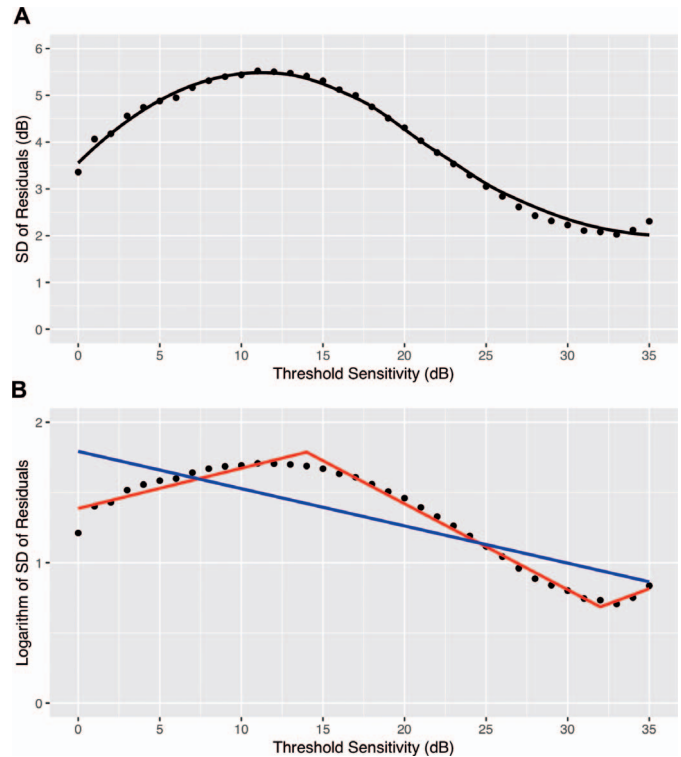 A
SD of Residuals (dB)
6
5
4
3
2
1
0
0 5 10 15 20 25 30 35
Threshold Sensitivity (dB)
B
Logarithm of SD of Residuals
2
1
0
0 5 10 15 20 25 30 35
Threshold Sensitivity (dB)